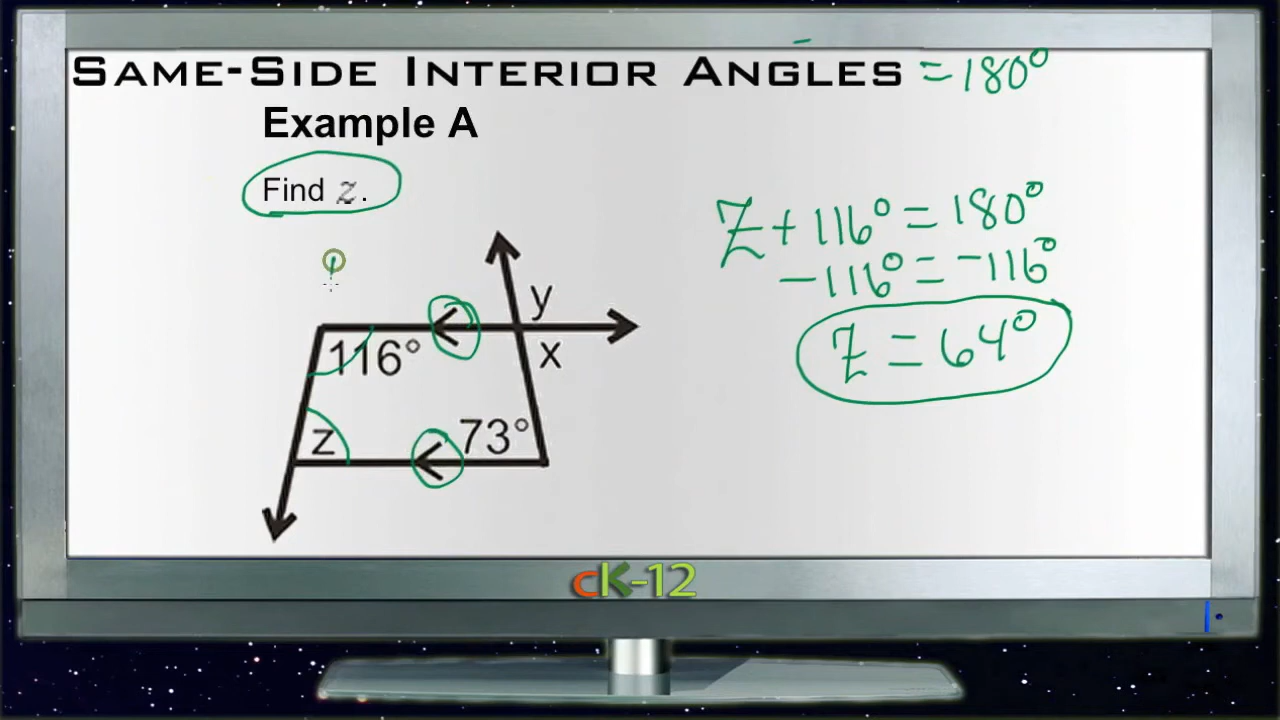 SAME-SIDE INTERIOR ANGLES = 180°
Example A
Find z.
z + 116° = 180°
-116° = -116°
z = 64°
y
116°
x
z
73°
cK-12